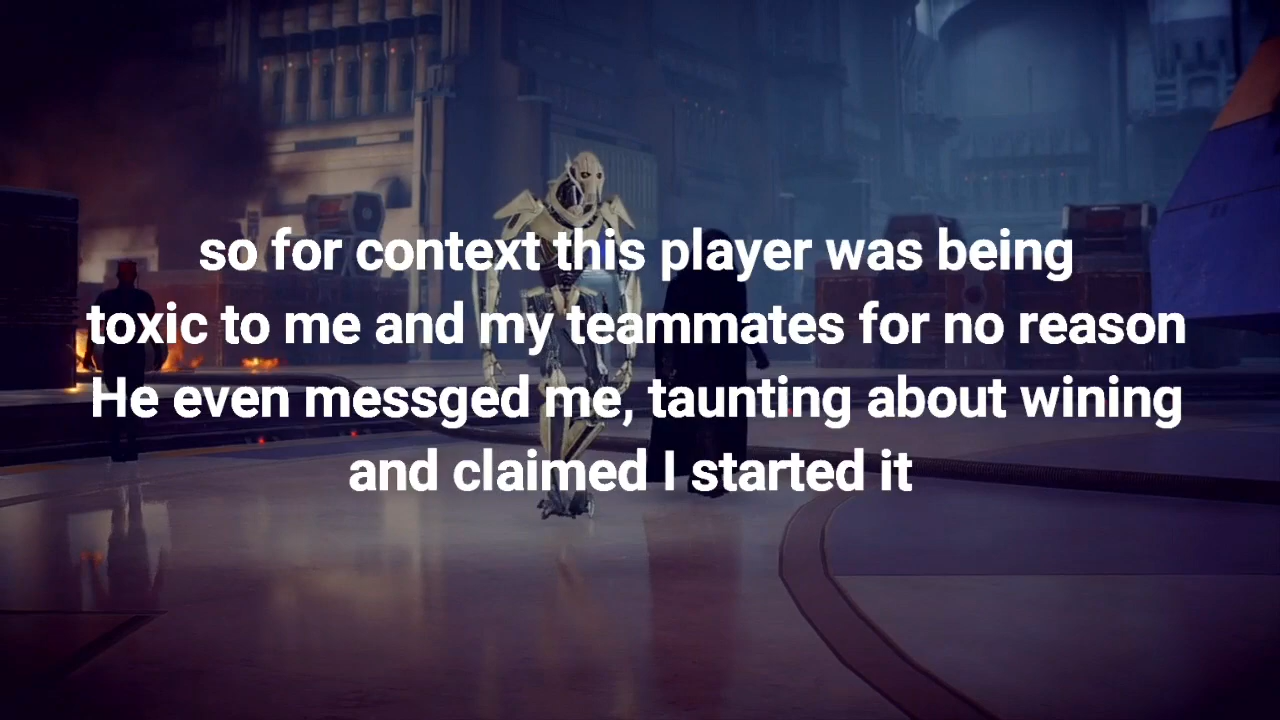 so for context this player was being
toxic to me and my teammates for no reason
He even messged me, taunting about wining
and claimed I started it